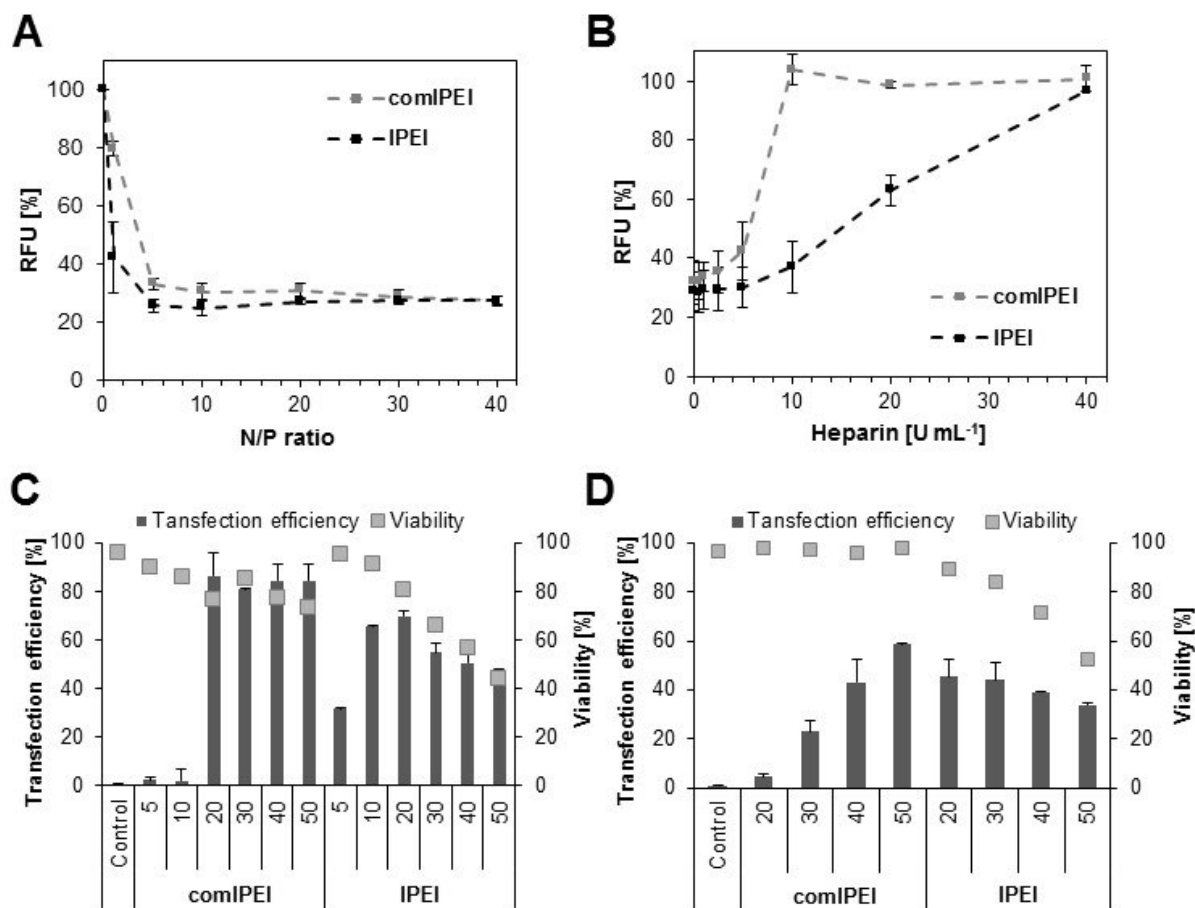 A
RFU [%]
100
80
60
40
20
0
comlPEI
lPEI
0 10 20 30 40
N/P ratio
B
RFU [%]
100
80
60
40
20
0
comlPEI
lPEI
0 10 20 30 40
Heparin [U mL-1]
C
Tansfection efficiency Viability
Transfection efficiency [%]
100 100
80 80
60 60
40 40
20 20
0 0
Viability [%]
Control 5 10 20 30 40 50 5 10 20 30 40 50
comlPEI lPEI
D
Tansfection efficiency Viability
Transfection efficiency [%]
100 100
80 80
60 60
40 40
20 20
0 0
Viability [%]
Control 20 30 40 50 20 30 40 50
comlPEI lPEI